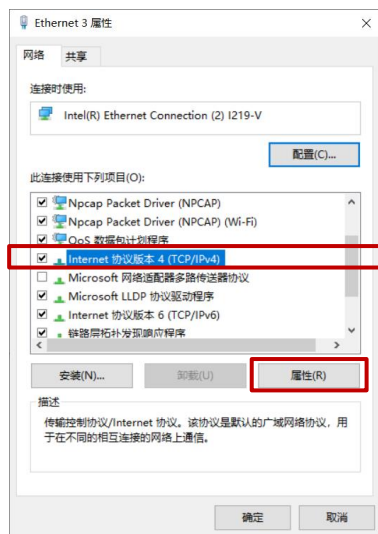 Ethernet 3 属性
网络 共享
连接时使用:
Intel(R) Ethernet Connection (2) I219-V
配置(C)...
此连接使用下列项目(O):
Npcap Packet Driver (NPCAP)
Npcap Packet Driver (NPCAP) (Wi-Fi)
QoS 数据包计划程序
Internet 协议版本 4 (TCP/IPv4)
Microsoft 网络适配器多路传送器协议
Microsoft LLDP 协议驱动程序
Internet 协议版本 6 (TCP/IPv6)
链路层拓扑发现响应程序
安装(N)... 卸载(U) 属性(R)
描述
传输控制协议/Internet 协议。该协议是默认的广域网络协议，用
于在不同的相互连接的网络上通信。
确定 取消